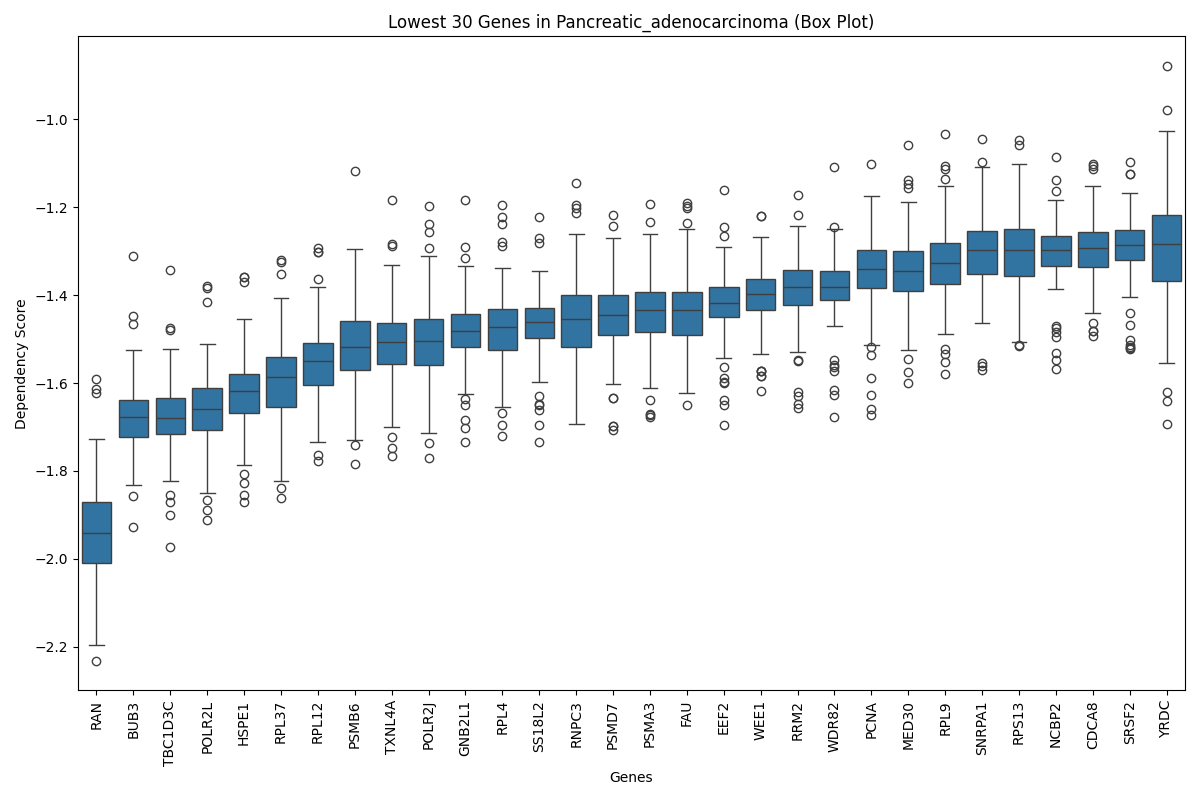 Lowest 30 Genes in Pancreatic_adenocarcinoma (Box Plot)
Dependency Score
−1.0
−1.2
−1.4
−1.6
−1.8
−2.0
−2.2
RAN
BUB3
TBC1D3C
POLR2L
HSPE1
RPL37
RPL12
PSMB6
TXNL4A
POLR2J
GNB2L1
RPL4
SS18L2
RNPC3
PSMD7
PSMA3
FAU
EEF2
WEE1
RRM2
WDR82
PCNA
MED30
RPL9
SNRPA1
RPS13
NCBP2
CDCA8
SRSF2
YRDC
Genes